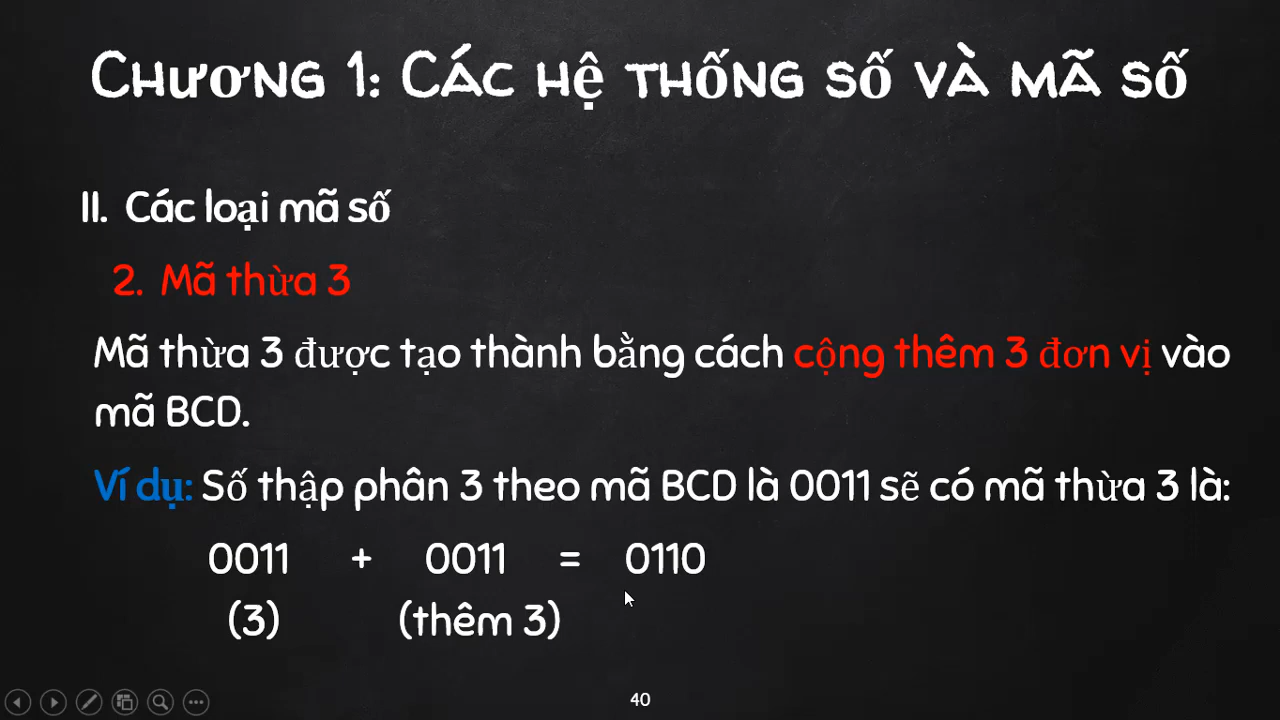 Chương 1: Các hệ thống số và mã số
II. Các loại mã số
2. Mã thừa 3
Mã thừa 3 được tạo thành bằng cách cộng thêm 3 đơn vị vào
mã BCD.
Ví dụ: Số thập phân 3 theo mã BCD là 0011 sẽ có mã thừa 3 là:
0011 + 0011 = 0110
(3) (thêm 3)
40